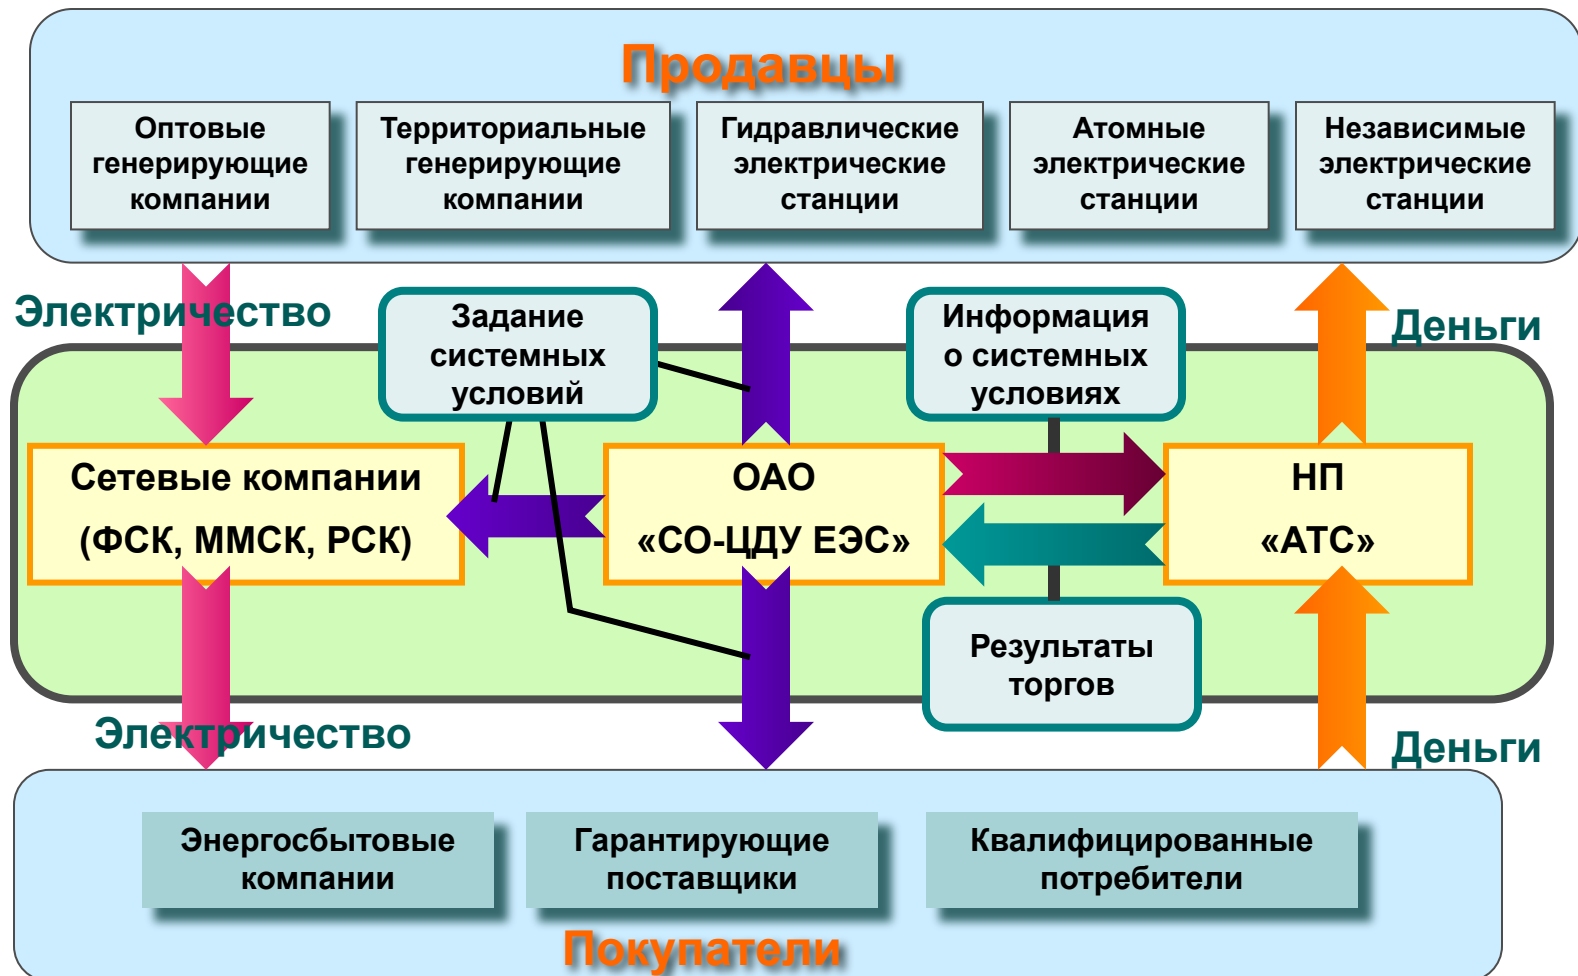 Продавцы
Оптовые
генерирующие
компании
Территориальные
генерирующие
компании
Гидравлические
электрические
станции
Атомные
электрические
станции
Независимые
электрические
станции
Электричество
Задание
системных
условий
Информация
о системных
условиях
Деньги
Сетевые компании
(ФСК, ММСК, РСК)
ОАО
«СО-ЦДУ ЕЭС»
НП
«АТС»
Результаты
торгов
Электричество
Деньги
Энергосбытовые
компании
Гарантирующие
поставщики
Квалифицированные
потребители
Покупатели